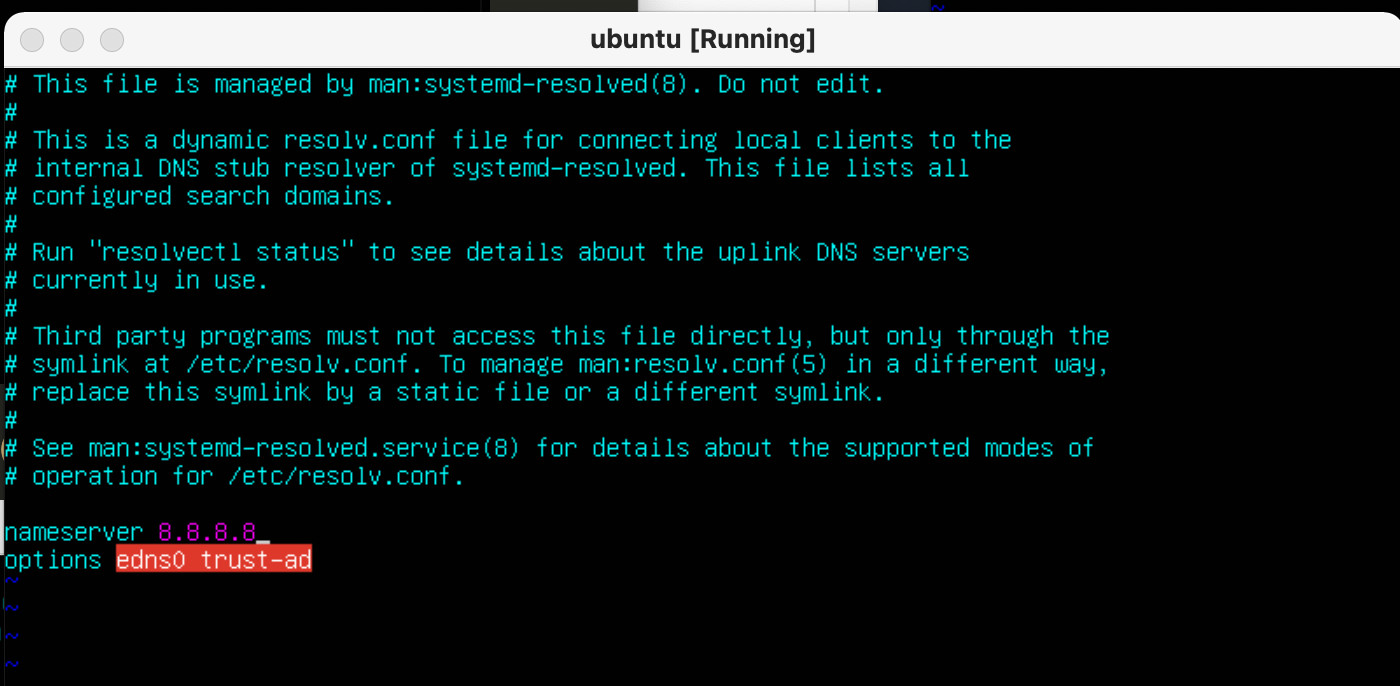 ubuntu [Running]
# This file is managed by man:systemd-resolved(8). Do not edit.
#
# This is a dynamic resolv.conf file for connecting local clients to the
# internal DNS stub resolver of systemd-resolved. This file lists all
# configured search domains.
#
# Run "resolvectl status" to see details about the uplink DNS servers
# currently in use.
#
# Third party programs must not access this file directly, but only through the
# symlink at /etc/resolv.conf. To manage man:resolv.conf(5) in a different way,
# replace this symlink by a static file or a different symlink.
#
# See man:systemd-resolved.service(8) for details about the supported modes of
# operation for /etc/resolv.conf.
nameserver 8.8.8.8
options edns0 trust-ad
~
~
~
~